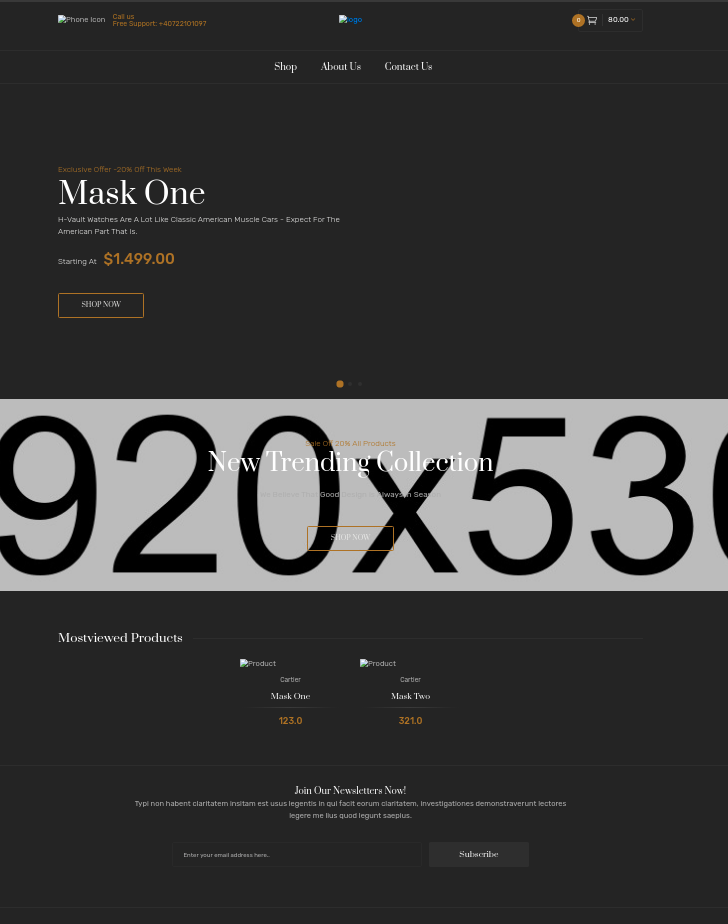 Phone Icon
Call us
Free Support: +40722101097
logo
0
80.00
Shop About Us Contact Us
Exclusive Offer -20% Off This Week
Mask One
H-Vault Watches Are A Lot Like Classic American Muscle Cars - Expect For The
American Part That Is.
Starting At $1.499.00
SHOP NOW
920x530
Sale Off 20% All Products
New Trending Collection
Good Design is Always In Season
SHOP NOW
Mostviewed Products
Product Product
Cartier Cartier
Mask One Mask Two
123.0 321.0
Join Our Newsletters Now!
Typi non habent claritatem insitam est usus legentis in qui facit eorum claritatem, investigationes demonstraverunt lectores
legere me lius quod legunt saepius.
Enter your email address here..
Subscribe